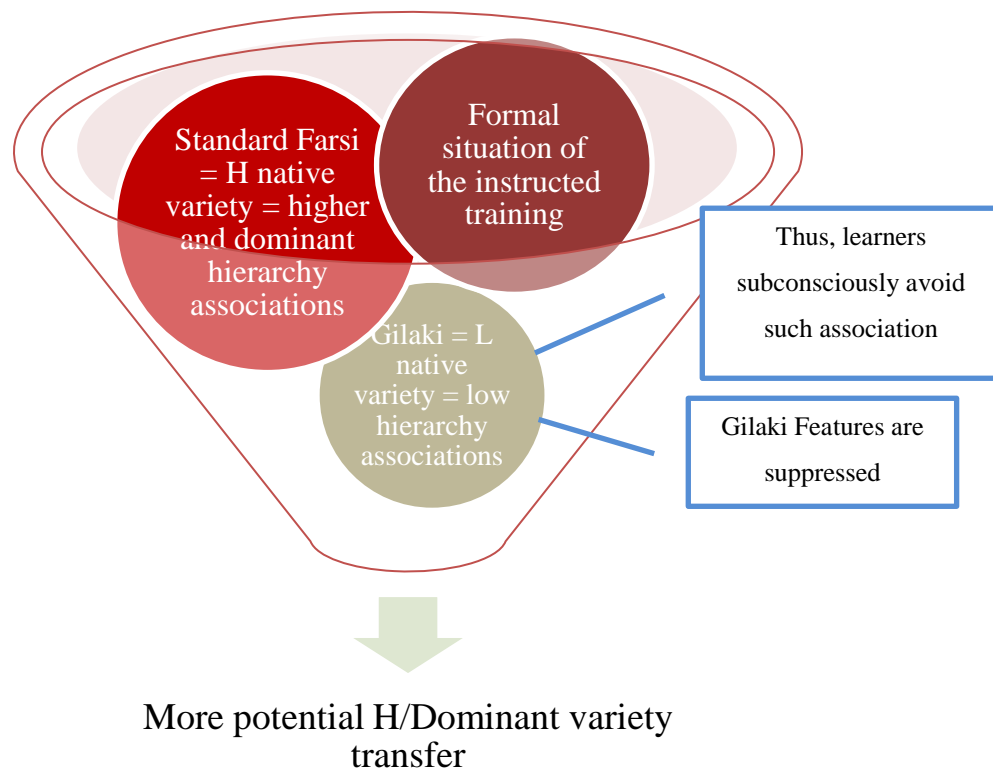 Standard Farsi
= H native
variety = higher
and dominant
hierarchy
associations
Formal
situation of
the instructed
training
Gilaki = L
native
variety = low
hierarchy
associations
Thus, learners
subconsciously avoid
such association
Gilaki Features are
suppressed
More potential H/Dominant variety
transfer